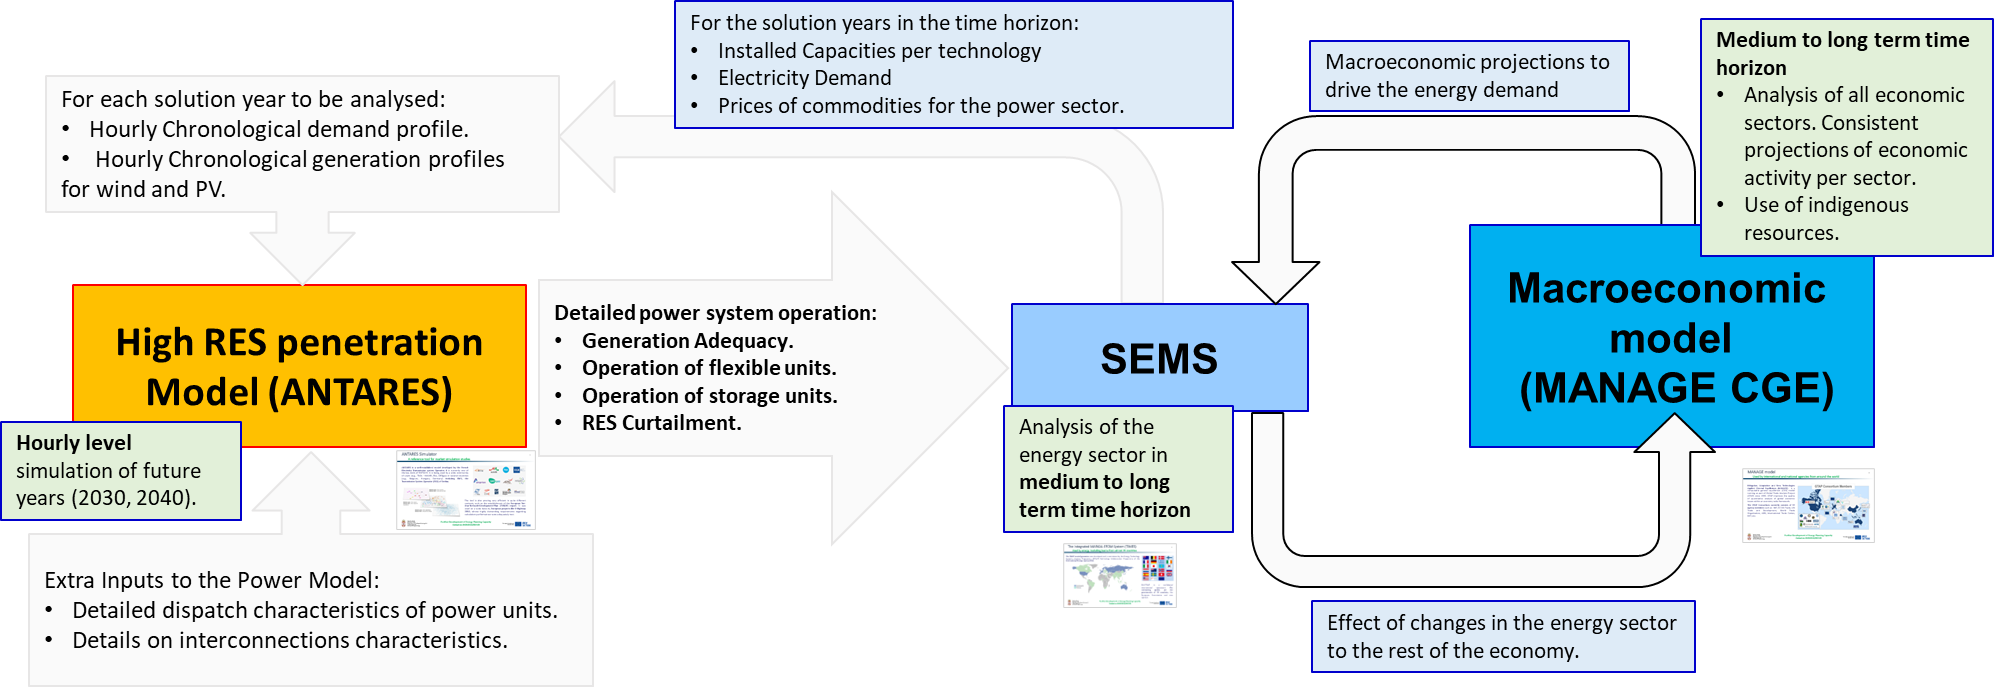 For the solution years in the time horizon:
• Installed Capacities per technology
• Electricity Demand
• Prices of commodities for the power sector.
Macroeconomic projections to
drive the energy demand
Medium to long term time
horizon
• Analysis of all economic
sectors. Consistent
projections of economic
activity per sector.
• Use of indigenous
resources.
For each solution year to be analysed:
• Hourly Chronological demand profile.
• Hourly Chronological generation profiles
for wind and PV.
High RES penetration
Model (ANTARES)
Hourly level
simulation of future
years (2030, 2040).
Detailed power system operation:
• Generation Adequacy.
• Operation of flexible units.
• Operation of storage units.
• RES Curtailment.
SEMS
Analysis of the
energy sector in
medium to long
term time horizon
Macroeconomic
model
(MANAGE CGE)
ANTARES Simulator
MANAGE model
Extra Inputs to the Power Model:
• Detailed dispatch characteristics of power units.
• Details on interconnections characteristics.
Effect of changes in the energy sector
to the rest of the economy.